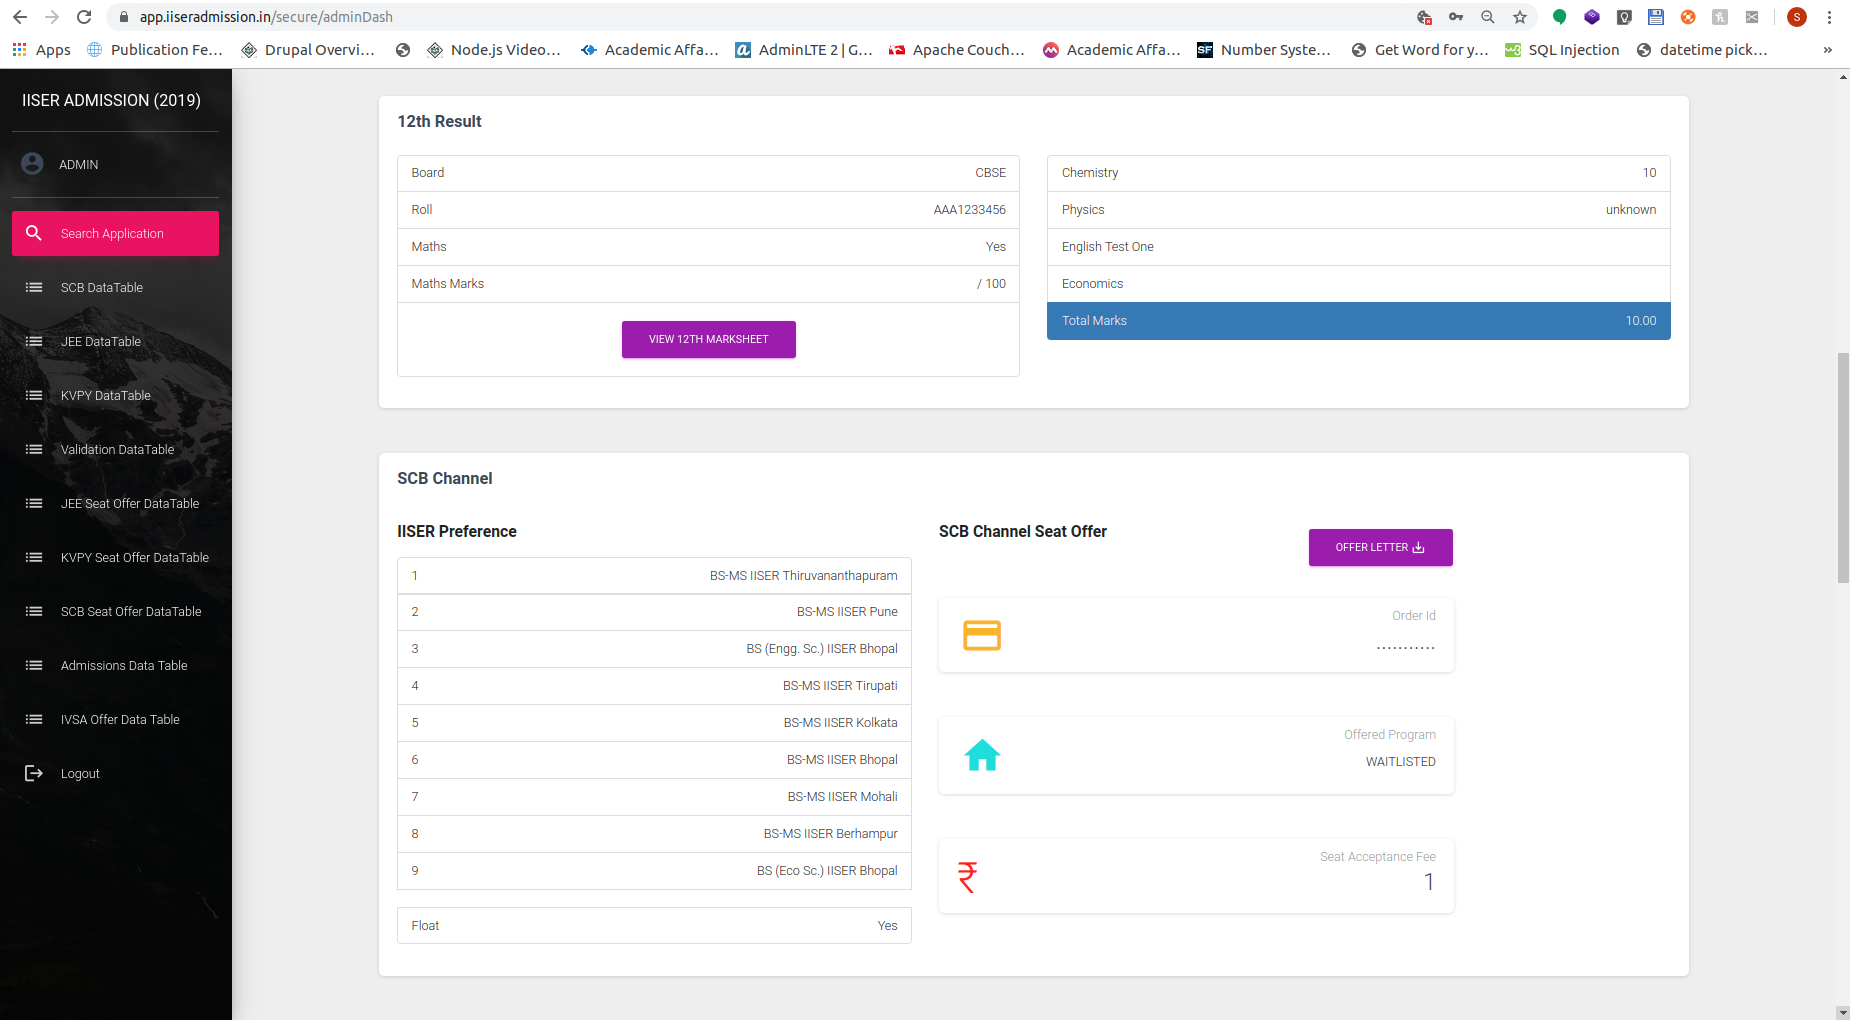 app.iiseradmission.in/secure/adminDash
S
Apps
Publication Fe...
Drupal Overvi...
Node.js Video...
Academic Affa...
AdminLTE 2 | G...
Apache Couch...
Academic Affa...
SF Number Syste...
Get Word for y...
w3 SQL Injection
datetime pick...
»
IISER ADMISSION (2019)
ADMIN
Search Application
SCB DataTable
JEE DataTable
KVPY DataTable
Validation DataTable
JEE Seat Offer DataTable
KVPY Seat Offer DataTable
SCB Seat Offer DataTable
Admissions Data Table
IVSA Offer Data Table
Logout
12th Result
Board CBSE
Roll AAA1233456
Maths Yes
Maths Marks / 100
VIEW 12TH MARKSHEET
Chemistry 10
Physics unknown
English Test One
Economics
Total Marks 10.00
SCB Channel
IISER Preference
1 BS-MS IISER Thiruvananthapuram
2 BS-MS IISER Pune
3 BS (Engg. Sc.) IISER Bhopal
4 BS-MS IISER Tirupati
5 BS-MS IISER Kolkata
6 BS-MS IISER Bhopal
7 BS-MS IISER Mohali
8 BS-MS IISER Berhampur
9 BS (Eco Sc.) IISER Bhopal
Float Yes
SCB Channel Seat Offer
OFFER LETTER
Order Id
...........
Offered Program
WAITLISTED
₹
Seat Acceptance Fee
1